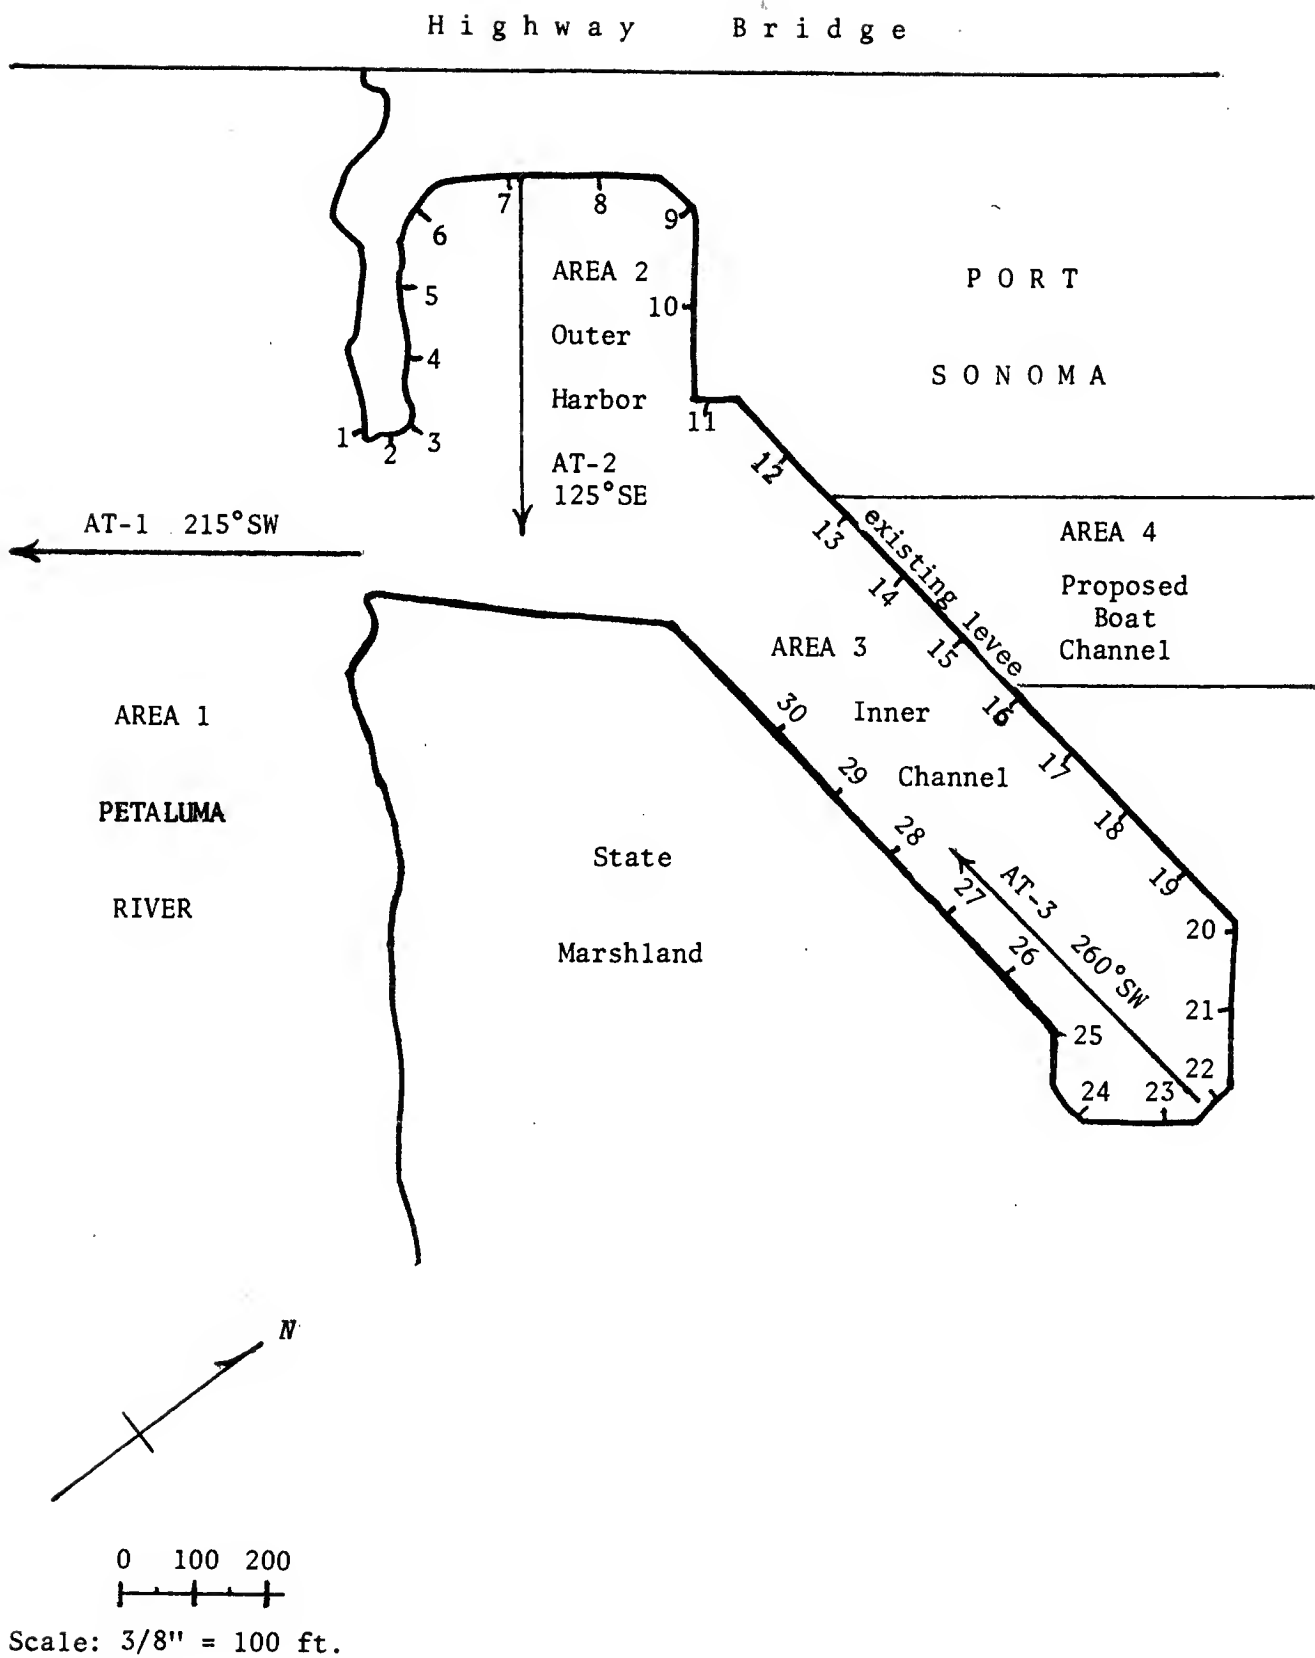 Highway Bridge
7
8
9
6
AREA 2
5
10
Outer
4
Harbor
11
1
2
3
AT-2
125°SE
PORT
SONOMA
12
13
existing levee
14
15
16
17
18
19
20
21
22
23
24
25
26
27
28
29
30
AREA 4
Proposed
Boat
Channel
AT-1 215°SW
AREA 3
Inner
Channel
AT-3 260°SW
AREA 1
PETALUMA
RIVER
State
Marshland
N
0 100 200
Scale: 3/8" = 100 ft.